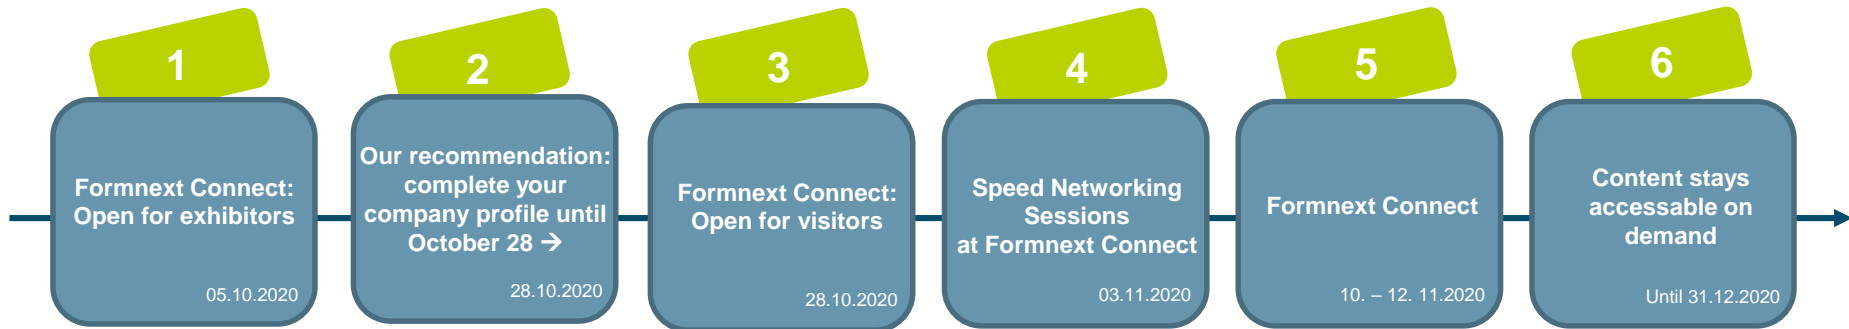 1
Formnext Connect:
Open for exhibitors
05.10.2020
2
Our recommendation:
complete your
company profile until
October 28 →
28.10.2020
3
Formnext Connect:
Open for visitors
28.10.2020
4
Speed Networking
Sessions
at Formnext Connect
03.11.2020
5
Formnext Connect
10. – 12. 11.2020
6
Content stays
accessable on
demand
Until 31.12.2020